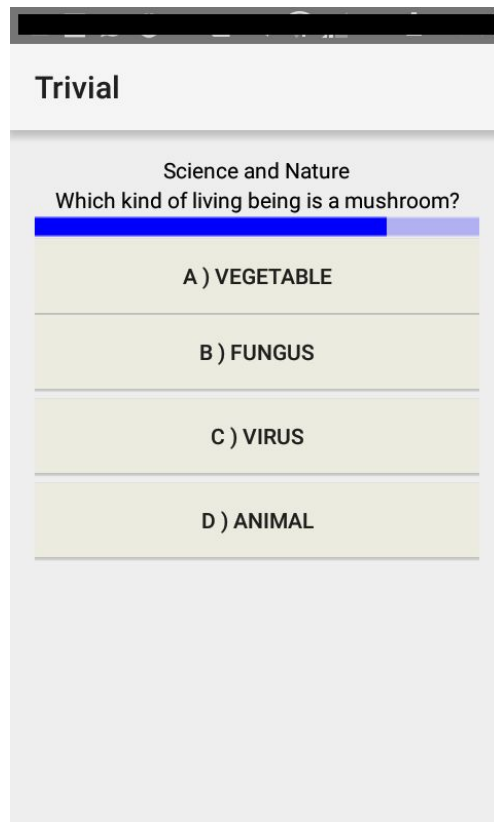 Trivial
Science and Nature
Which kind of living being is a mushroom?
A ) VEGETABLE
B ) FUNGUS
C ) VIRUS
D ) ANIMAL